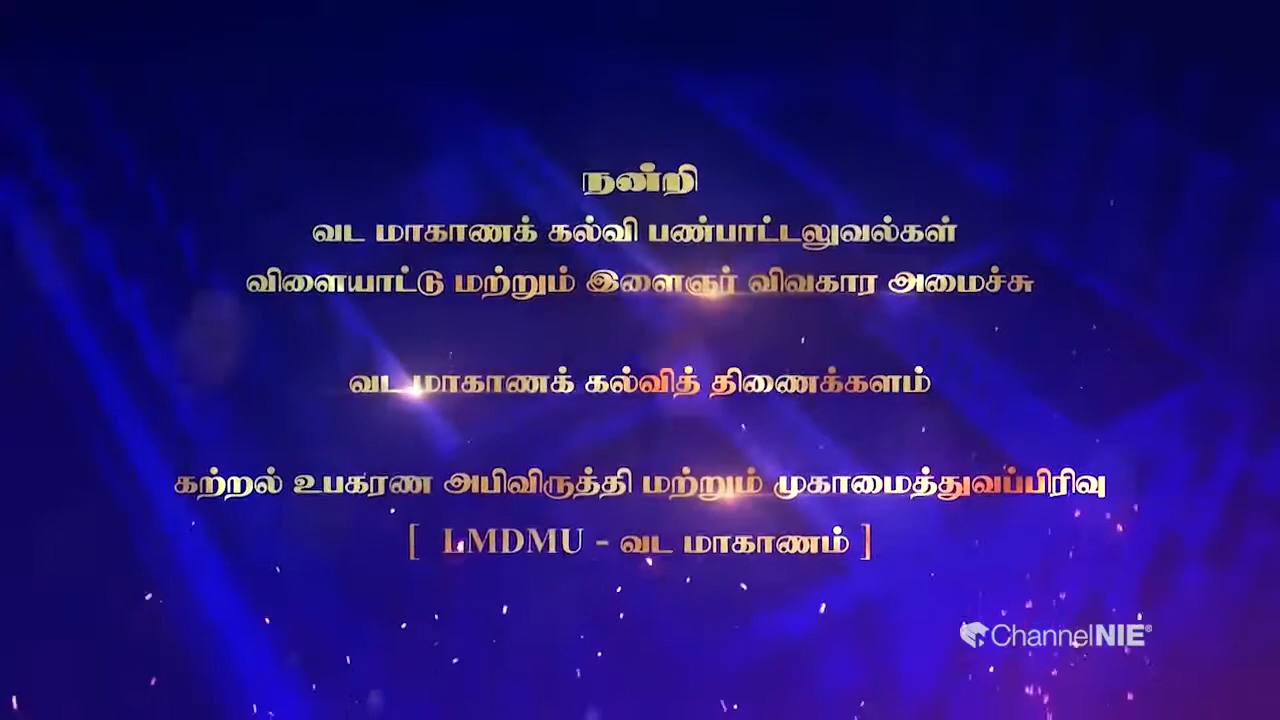 நன்றி
வட மாகாணக் கல்வி பண்பாட்டலுவல்கள்
விளையாட்டு மற்றும் இளைஞர் விவகார அமைச்சு
வட மாகாணக் கல்வித் திணைக்களம்
கற்றல் உபகரண அபிவிருத்தி மற்றும் முகாமைத்துவப்பிரிவு
[ LMDMU - வட மாகாணம் ]
ChannelNIE®